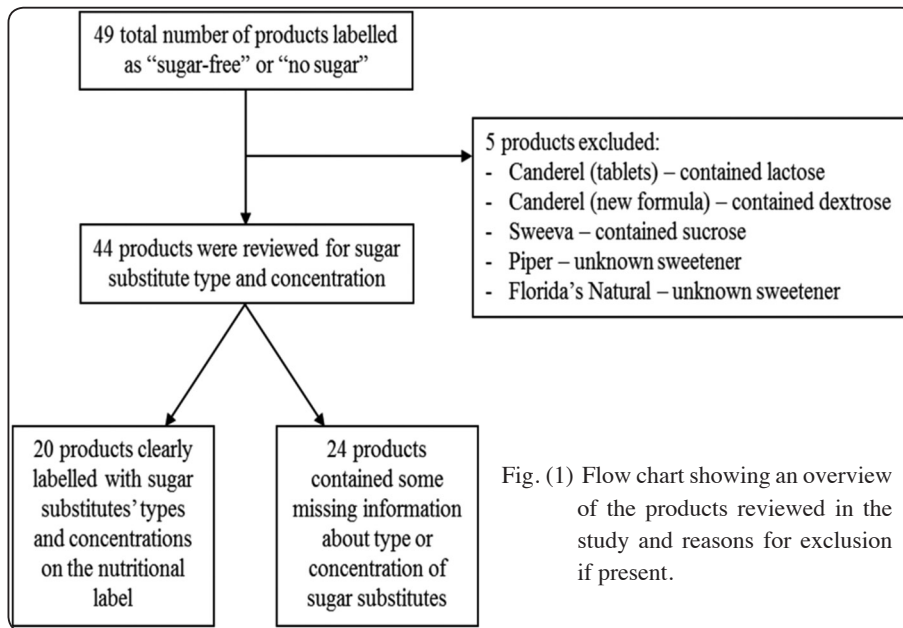 49 total number of products labelled
as “sugar-free” or “no sugar”
5 products excluded:
- Canderel (tablets) – contained lactose
- Canderel (new formula) – contained dextrose
- Sweeva – contained sucrose
- Piper – unknown sweetener
- Florida’s Natural – unknown sweetener
44 products were reviewed for sugar
substitute type and concentration
20 products clearly
labelled with sugar
substitutes’ types
and concentrations
on the nutritional
label
24 products
contained some
missing information
about type or
concentration of
sugar substitutes
Fig. (1) Flow chart showing an overview
of the products reviewed in the
study and reasons for exclusion
if present.